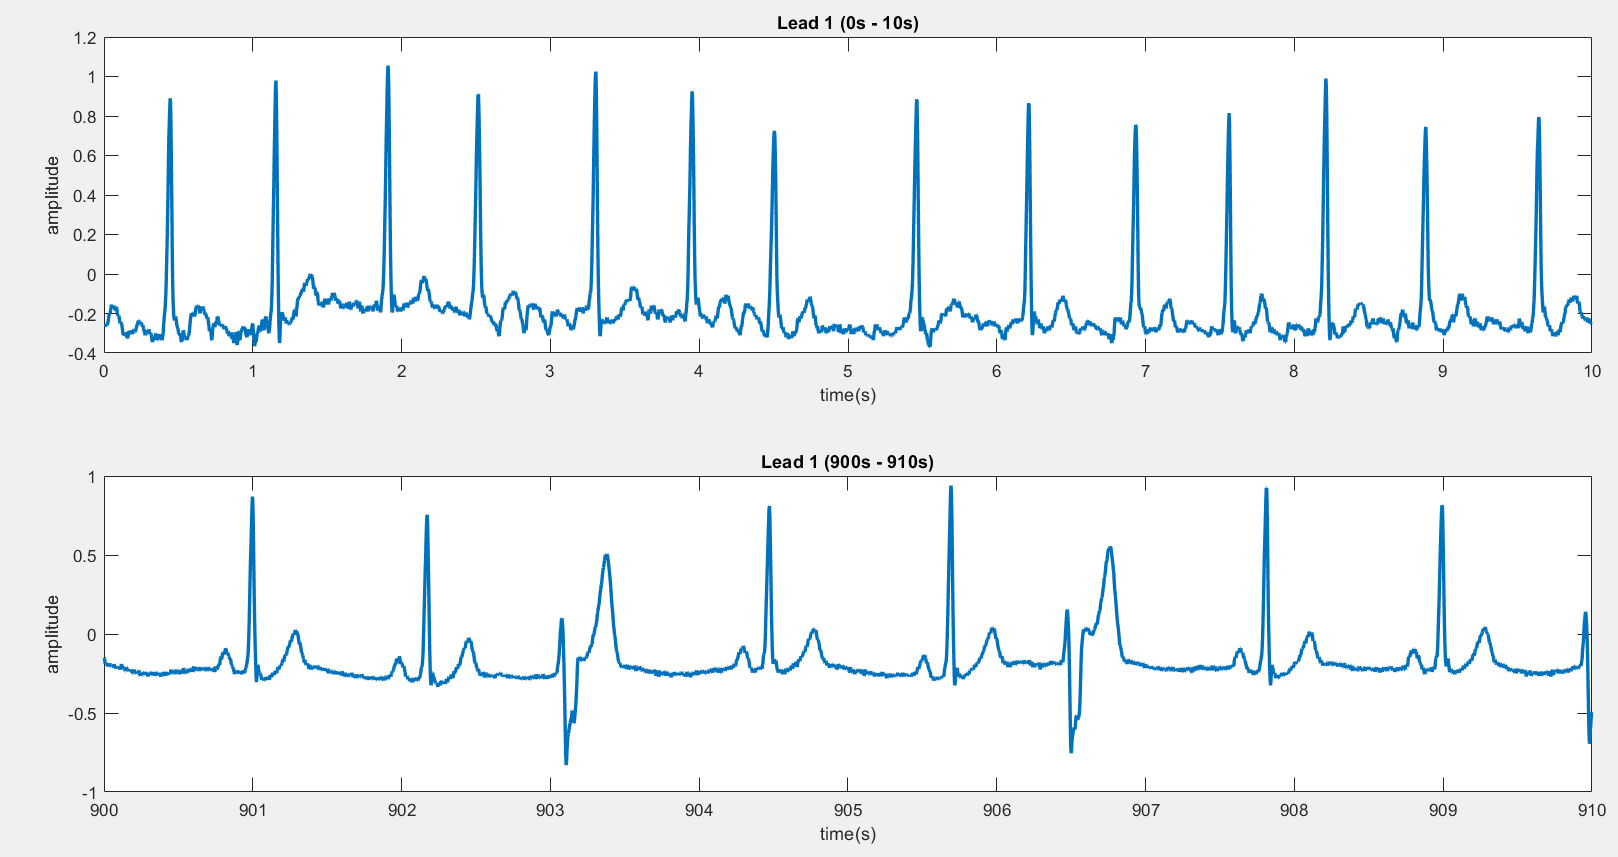 Lead 1 (0s - 10s)
1.2
1
0.8
0.6
0.4
0.2
0
-0.2
-0.4
amplitude
0 1 2 3 4 5 6 7 8 9 10
time(s)
Lead 1 (900s - 910s)
1
0.5
0
-0.5
-1
amplitude
900 901 902 903 904 905 906 907 908 909 910
time(s)